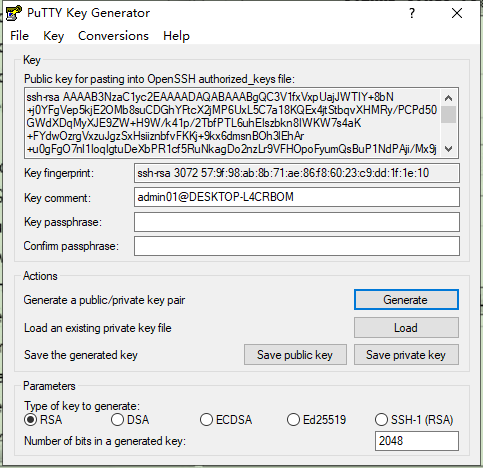 PuTTY Key Generator
?
File Key Conversions Help
Key
Public key for pasting into OpenSSH authorized_keys file:
ssh-rsa AAAAB3NzaC1yc2EAAAADAQABAAABgQC3V1fxVxpUajJWTIY+8bN
+j0YFgVep5kjE2OMb8suCDGhYRtcX2jMP6UxL5C7a18KQEx4jtStbqvXHMRy/PCPd50
GWdXDqMyXJE9ZW+H9W/k41p/2TbfPTL6uhEIszbkn8IWKW7s4aK
+FYdwOzrgVxzuJgzSxHsiiznbfvFKKj+9kx6dmsnBOh3lEhAr
+u0gFgO7nI1loqIgtuDeXbPR1cf5RuNkagDo2nzLr9VFHOpoFyumQsBuP1NdPAji/Mx9j
Key fingerprint: ssh-rsa 3072 57:9f:98:ab:8b:71:ae:86:f8:60:23:c9:dd:1f:1e:10
Key comment: admin01@DESKTOP-L4CRBOM
Key passphrase:
Confirm passphrase:
Actions
Generate a public/private key pair Generate
Load an existing private key file Load
Save the generated key Save public key Save private key
Parameters
Type of key to generate:
RSA DSA ECDSA Ed25519 SSH-1 (RSA)
Number of bits in a generated key: 2048